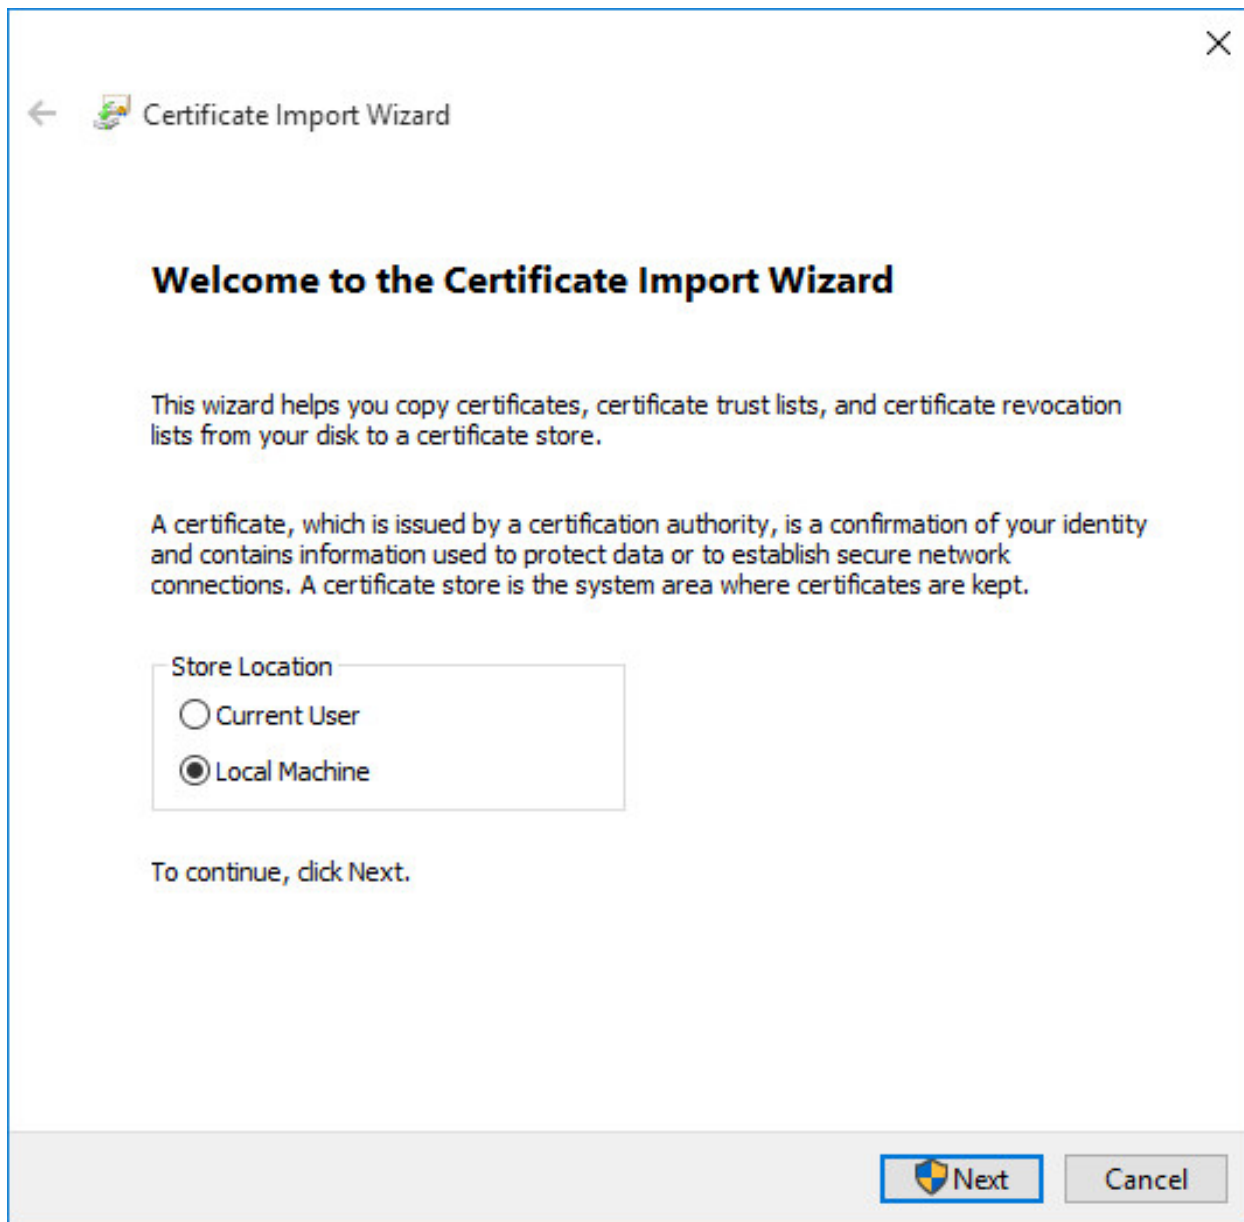 Certificate Import Wizard
Welcome to the Certificate Import Wizard
This wizard helps you copy certificates, certificate trust lists, and certificate revocation
lists from your disk to a certificate store.
A certificate, which is issued by a certification authority, is a confirmation of your identity
and contains information used to protect data or to establish secure network
connections. A certificate store is the system area where certificates are kept.
Store Location
Current User
Local Machine
To continue, click Next.
Next
Cancel